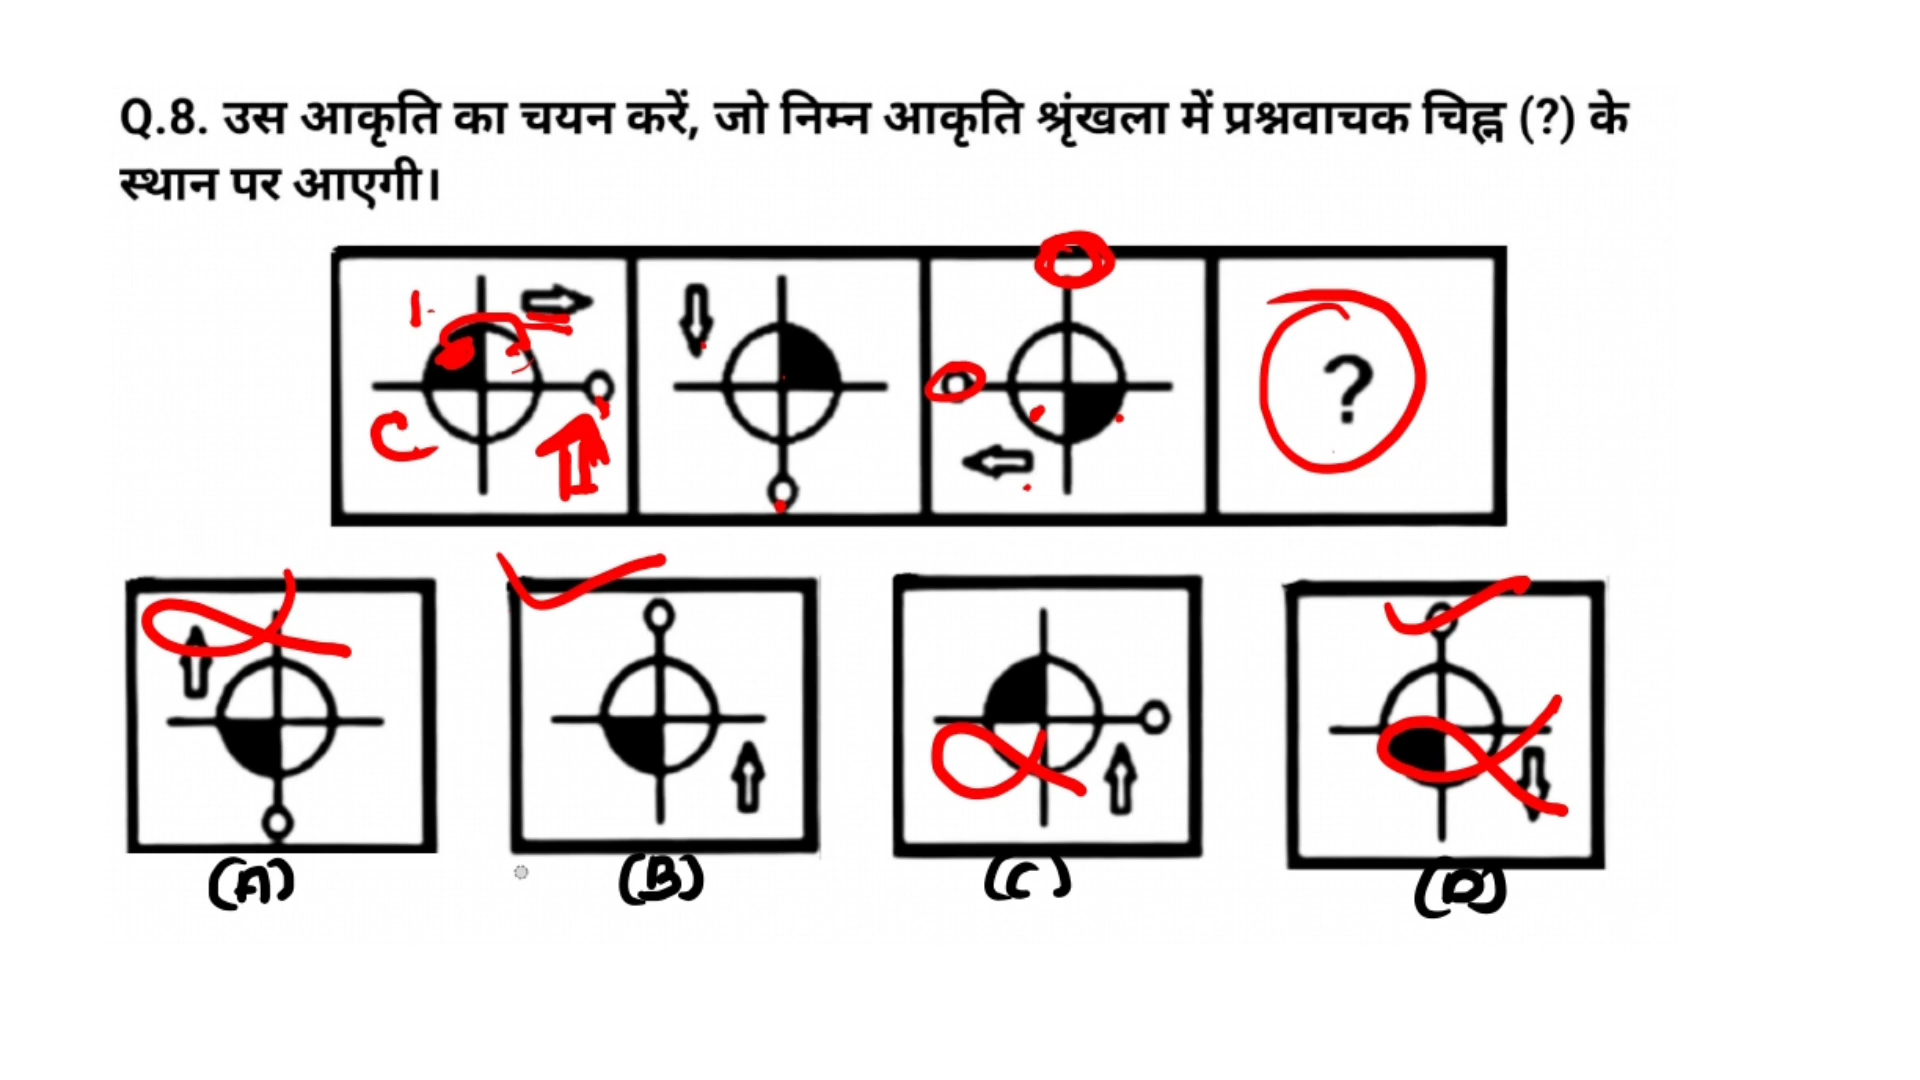 Q.8. उस आकृति का चयन करें, जो निम्न आकृति श्रृंखला में प्रश्नवाचक चिह्न (?) के
स्थान पर आएगी।
?
(A) (B) (C) (D)